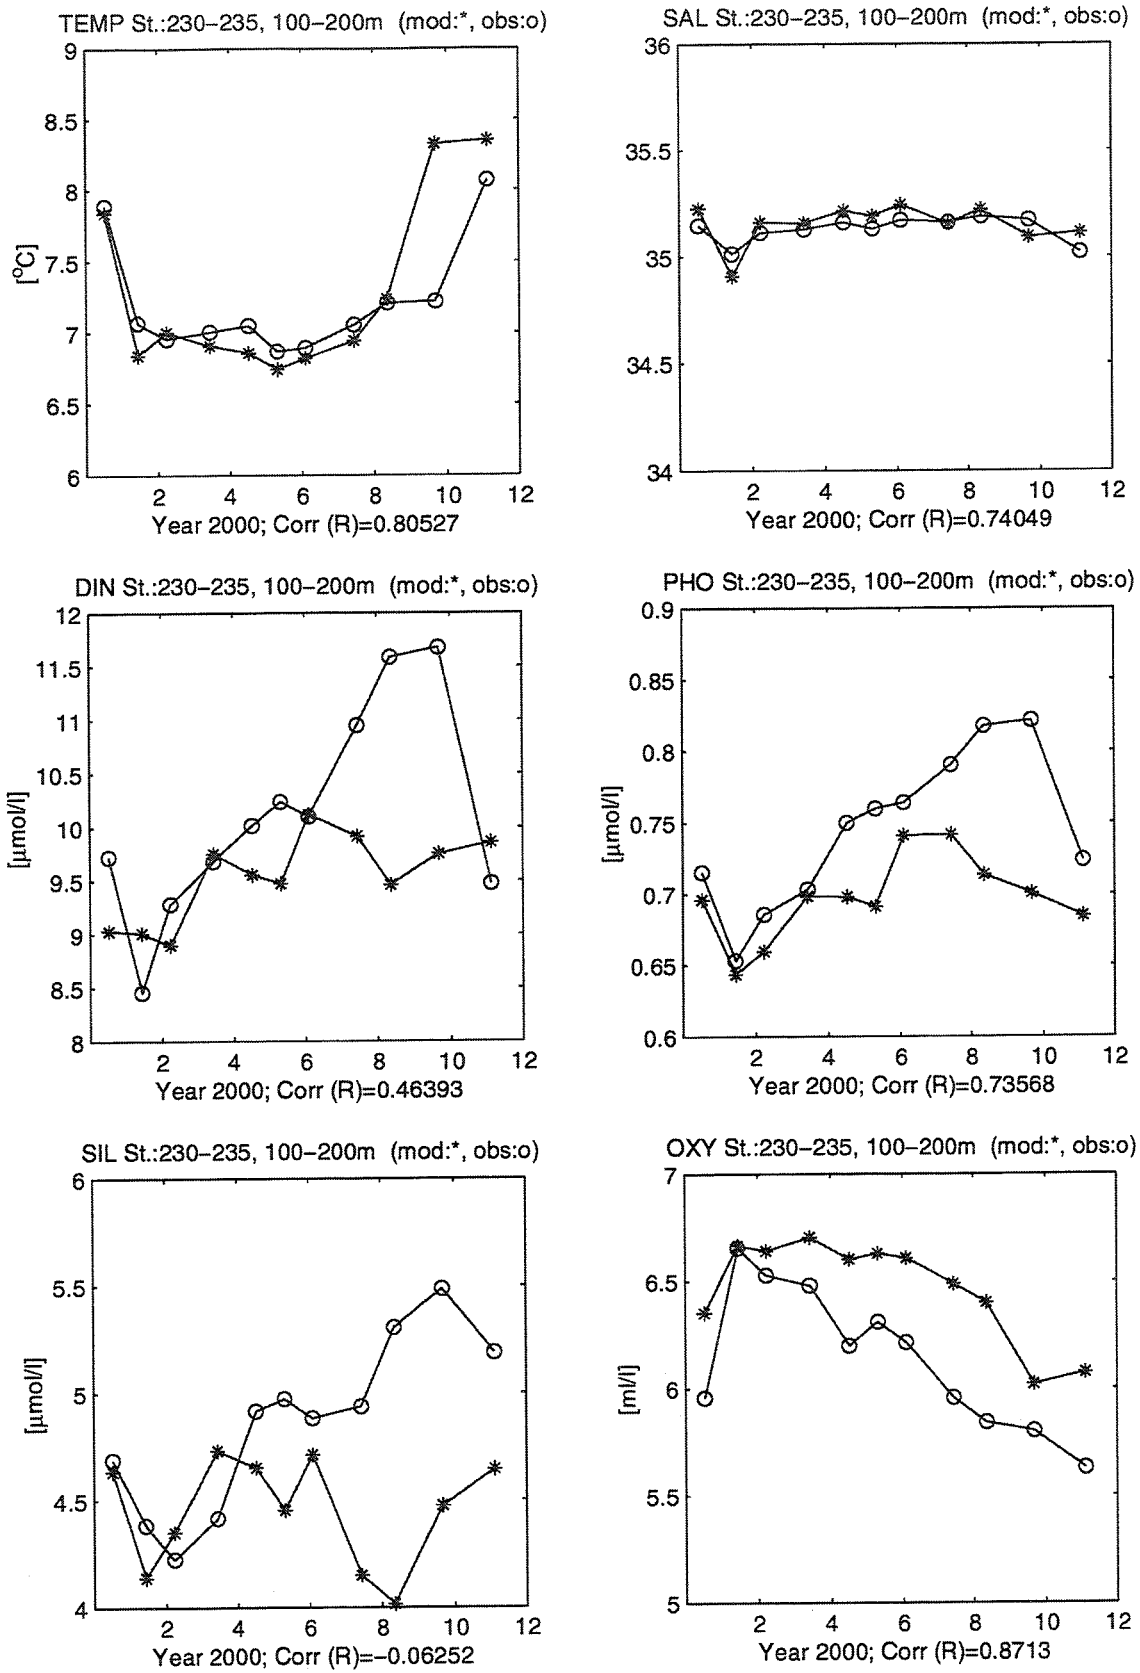 TEMP St.:230–235, 100–200m (mod:*, obs:o)
9
8.5
8
7.5
7
6.5
6
[°C]
2 4 6 8 10 12
Year 2000; Corr (R)=0.80527
SAL St.:230–235, 100–200m (mod:*, obs:o)
36
35.5
35
34.5
34
2 4 6 8 10 12
Year 2000; Corr (R)=0.74049
DIN St.:230–235, 100–200m (mod:*, obs:o)
12
11.5
11
10.5
10
9.5
9
8.5
8
[μmol/l]
2 4 6 8 10 12
Year 2000; Corr (R)=0.46393
PHO St.:230–235, 100–200m (mod:*, obs:o)
0.9
0.85
0.8
0.75
0.7
0.65
0.6
[μmol/l]
2 4 6 8 10 12
Year 2000; Corr (R)=0.73568
SIL St.:230–235, 100–200m (mod:*, obs:o)
6
5.5
5
4.5
4
[μmol/l]
2 4 6 8 10 12
Year 2000; Corr (R)=–0.06252
OXY St.:230–235, 100–200m (mod:*, obs:o)
7
6.5
6
5.5
5
[ml/l]
2 4 6 8 10 12
Year 2000; Corr (R)=0.8713